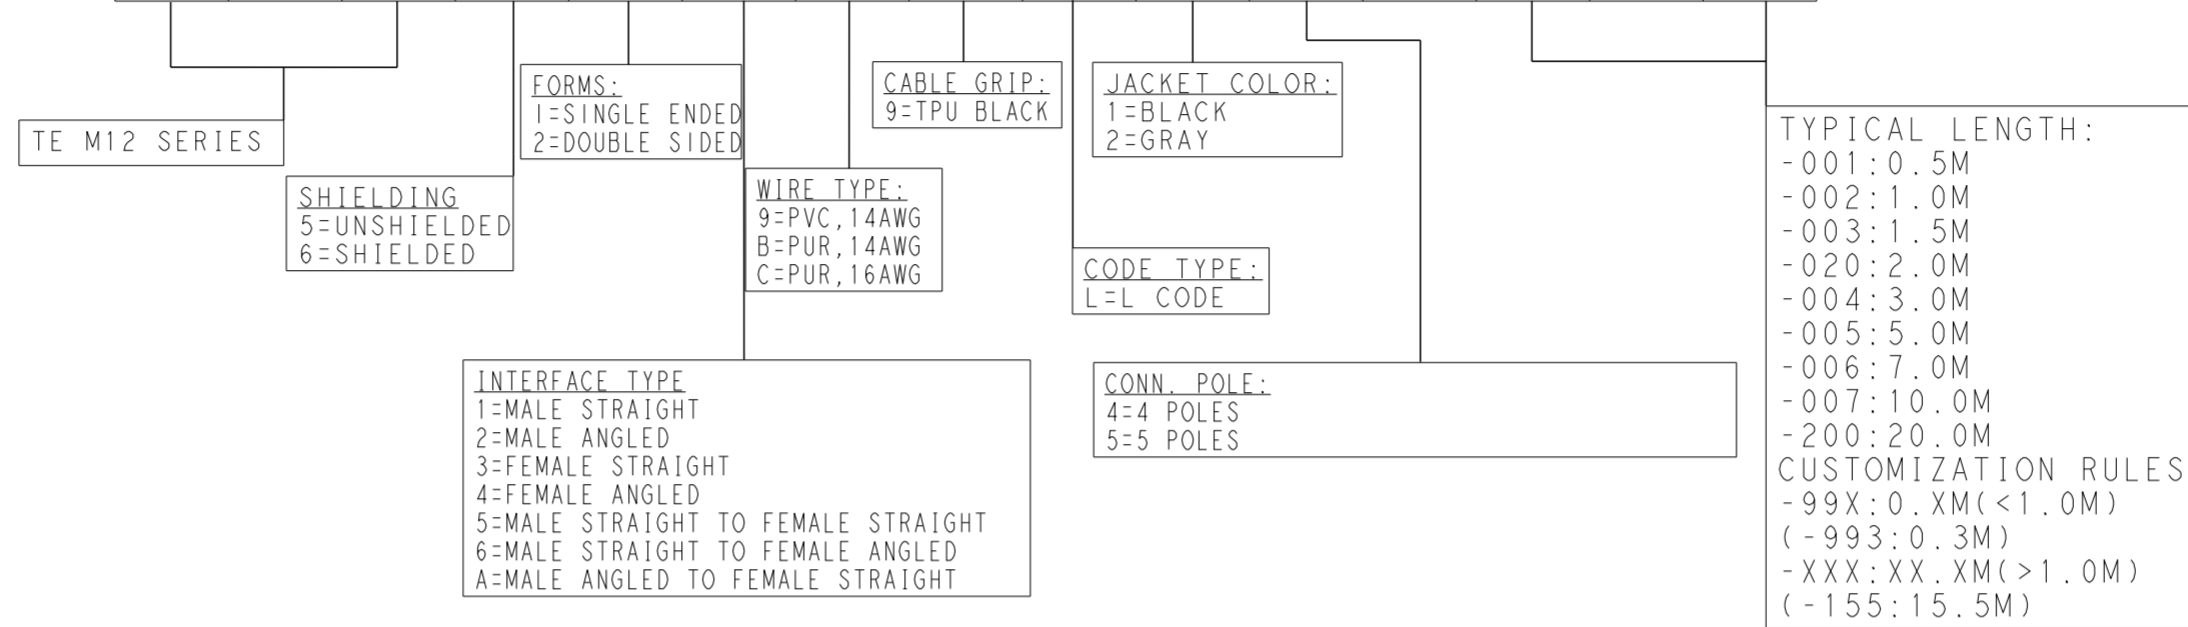 TE M12 SERIES
SHIELDING
5=UNSHIELDED
6=SHIELDED
FORMS:
1=SINGLE ENDED
2=DOUBLE SIDED
INTERFACE TYPE
1=MALE STRAIGHT
2=MALE ANGLED
3=FEMALE STRAIGHT
4=FEMALE ANGLED
5=MALE STRAIGHT TO FEMALE STRAIGHT
6=MALE STRAIGHT TO FEMALE ANGLED
A=MALE ANGLED TO FEMALE STRAIGHT
WIRE TYPE:
9=PVC,14AWG
B=PUR,14AWG
C=PUR,16AWG
CABLE GRIP:
9=TPU BLACK
CODE TYPE:
L=L CODE
JACKET COLOR:
1=BLACK
2=GRAY
CONN. POLE:
4=4 POLES
5=5 POLES
TYPICAL LENGTH:
-001:0.5M
-002:1.0M
-003:1.5M
-020:2.0M
-004:3.0M
-005:5.0M
-006:7.0M
-007:10.0M
-200:20.0M
CUSTOMIZATION RULES
-99X:0.XM(<1.0M)
(-993:0.3M)
-XXX:XX.XM(>1.0M)
(-155:15.5M)